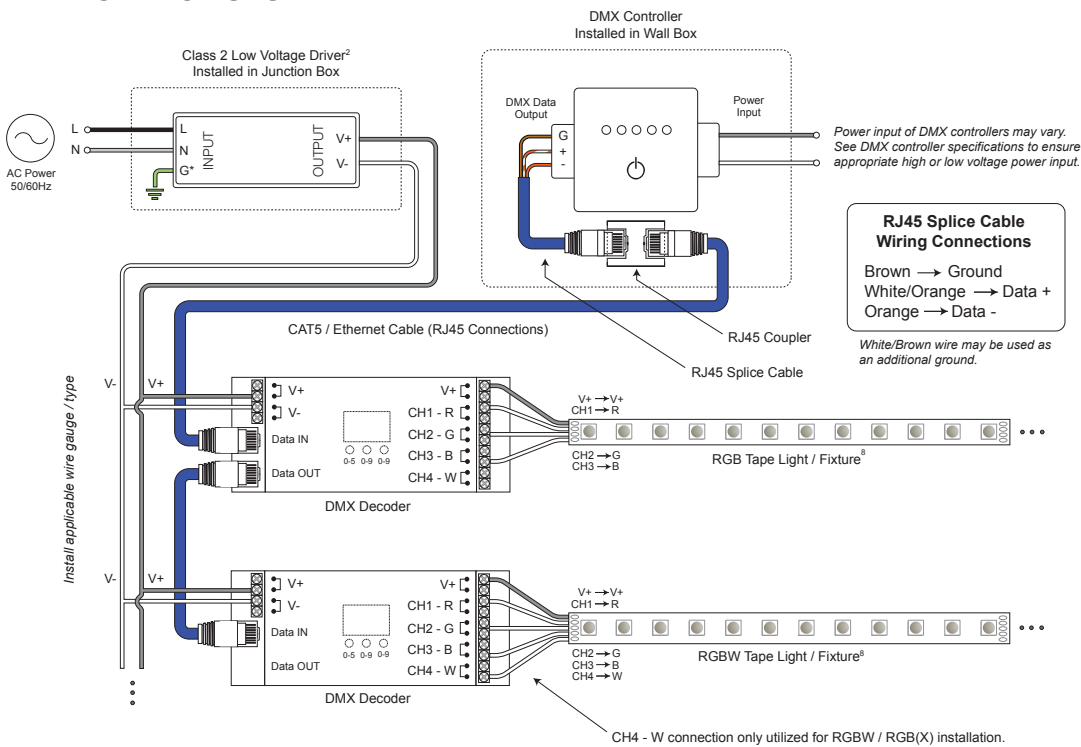 DMX Controller
Installed in Wall Box
Class 2 Low Voltage Driver²
Installed in Junction Box
DMX Data
Output
Power
Input
L
N
AC Power
50/60Hz
L
N
G*
INPUT
OUTPUT
V+
V-
G
+
-
Power input of DMX controllers may vary.
See DMX controller specifications to ensure
appropriate high or low voltage power input.
RJ45 Splice Cable
Wiring Connections
Brown → Ground
White/Orange → Data +
Orange → Data -
White/Brown wire may be used as
an additional ground.
CAT5 / Ethernet Cable (RJ45 Connections)
RJ45 Coupler
RJ45 Splice Cable
Install applicable wire gauge / type
V-
V+
V+
V-
Data IN
Data OUT
0-5 0-9 0-9
V+
CH1 - R
CH2 - G
CH3 - B
CH4 - W
DMX Decoder
V+ → V+
CH1 → R
CH2 → G
CH3 → B
RGB Tape Light / Fixture⁸
V-
V+
V+
V-
Data IN
Data OUT
0-5 0-9 0-9
V+
CH1 - R
CH2 - G
CH3 - B
CH4 - W
DMX Decoder
V+ → V+
CH1 → R
CH2 → G
CH3 → B
CH4 → W
RGBW Tape Light / Fixture⁸
CH4 - W connection only utilized for RGBW / RGB(X) installation.